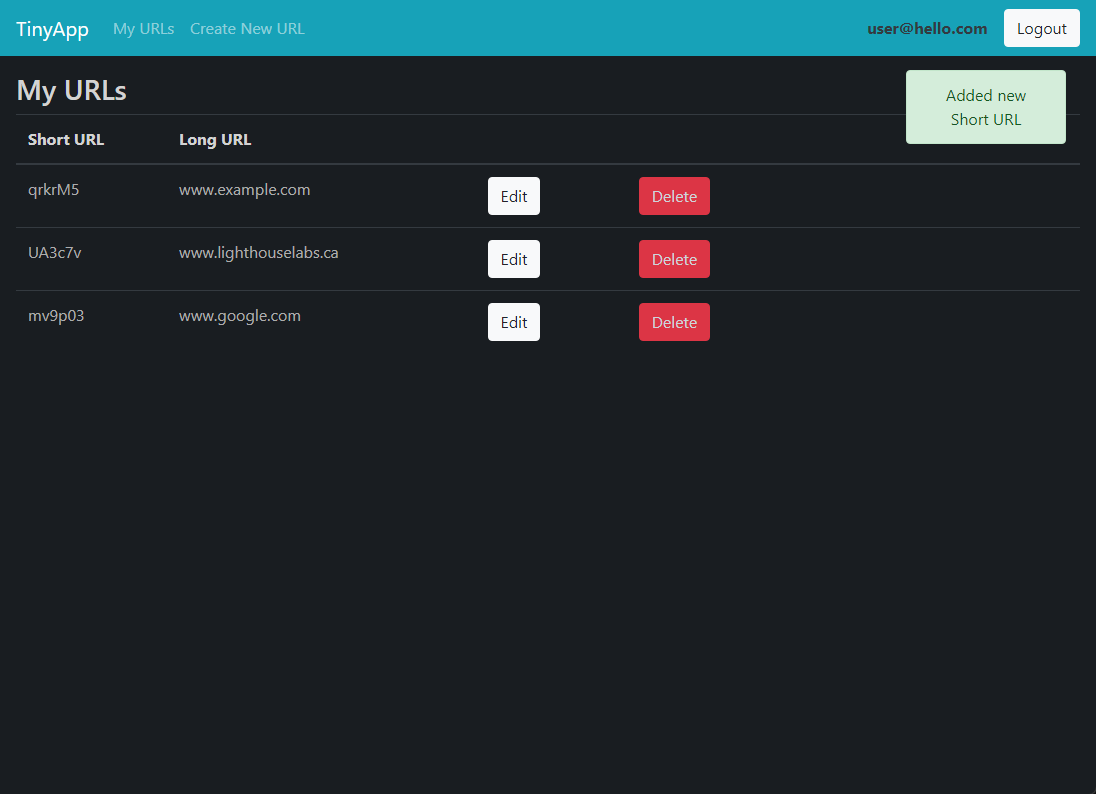 TinyApp My URLs Create New URL user@hello.com Logout
My URLs
Added new
Short URL
Short URL Long URL
qrkrM5 www.example.com Edit Delete
UA3c7v www.lighthouselabs.ca Edit Delete
mv9p03 www.google.com Edit Delete